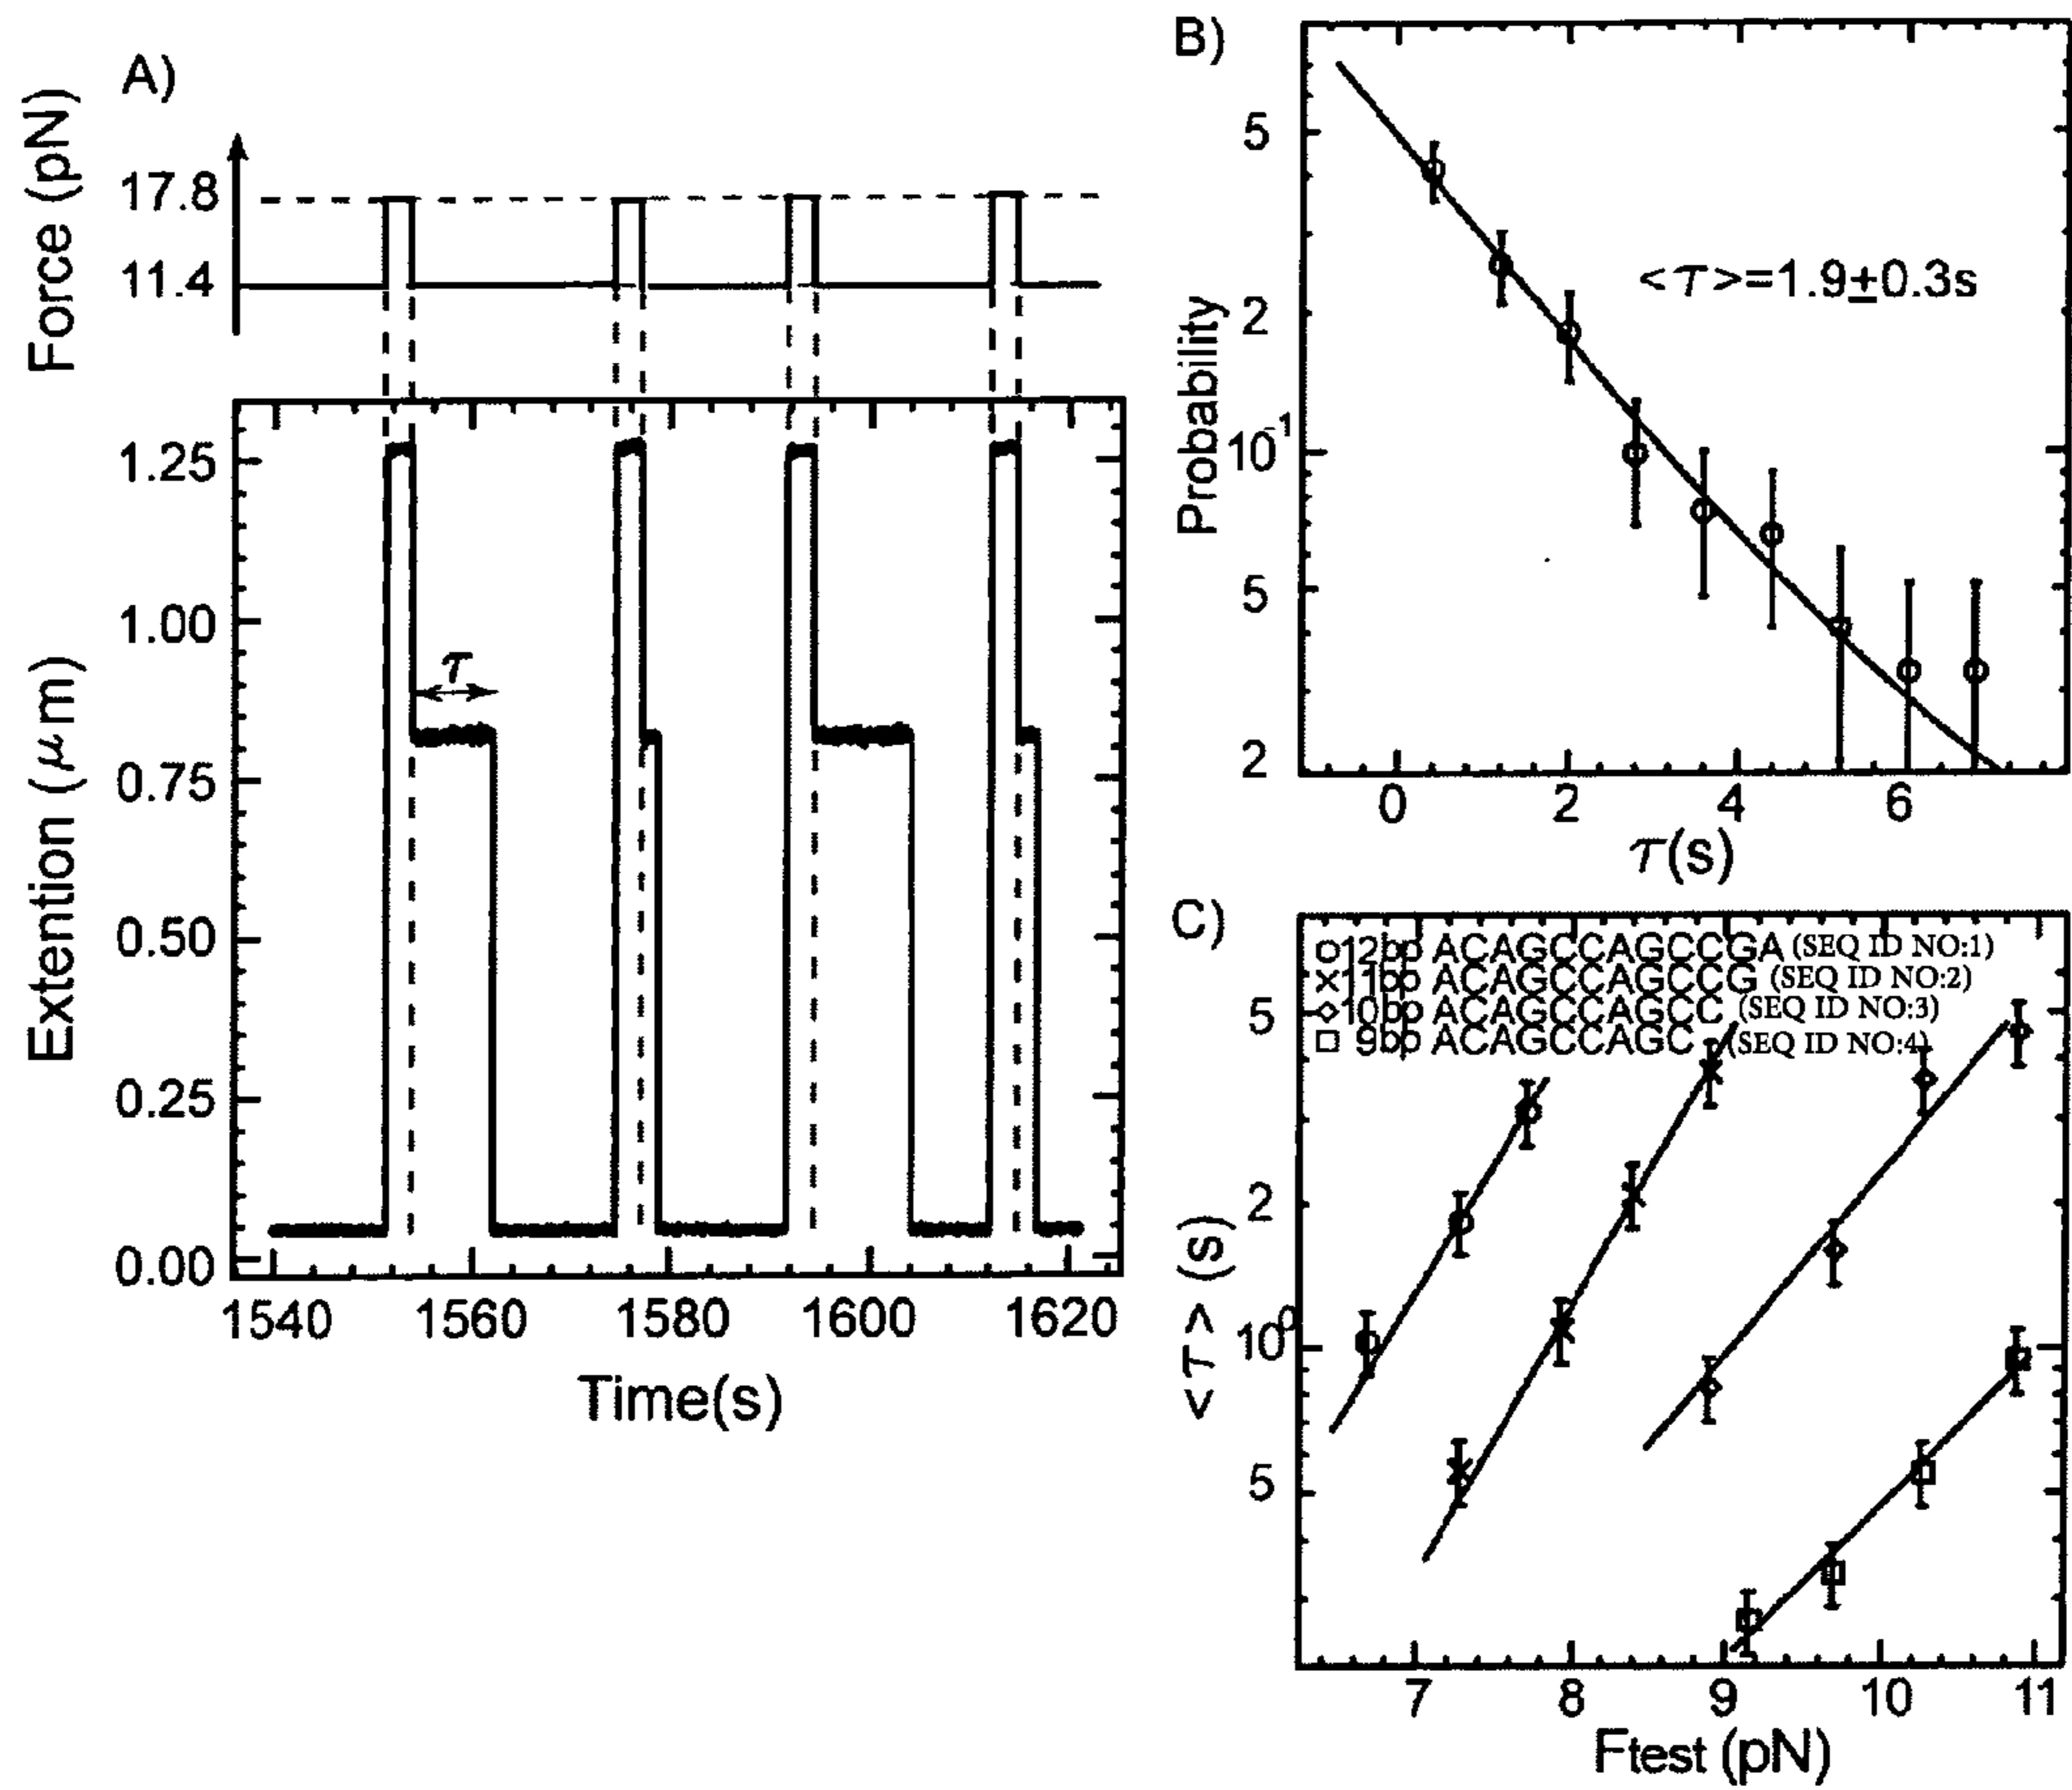 A)
Force (pN)
17.8
11.4
Extention (μm)
1.25
1.00
0.75
0.50
0.25
0.00
τ
1540 1560 1580 1600 1620
Time(s)
B)
Probability
5
2
10-1
5
2
<τ>=1.9±0.3s
0 2 4 6
τ(s)
C)
<τ> (s)
5
2
100
5
12bp ACAGCCAGCCGA (SEQ ID NO:1)
11bp ACAGCCAGCCG (SEQ ID NO:2)
10bp ACAGCCAGCC (SEQ ID NO:3)
9bp ACAGCCAGC (SEQ ID NO:4)
7 8 9 10 11
Ftest (pN)